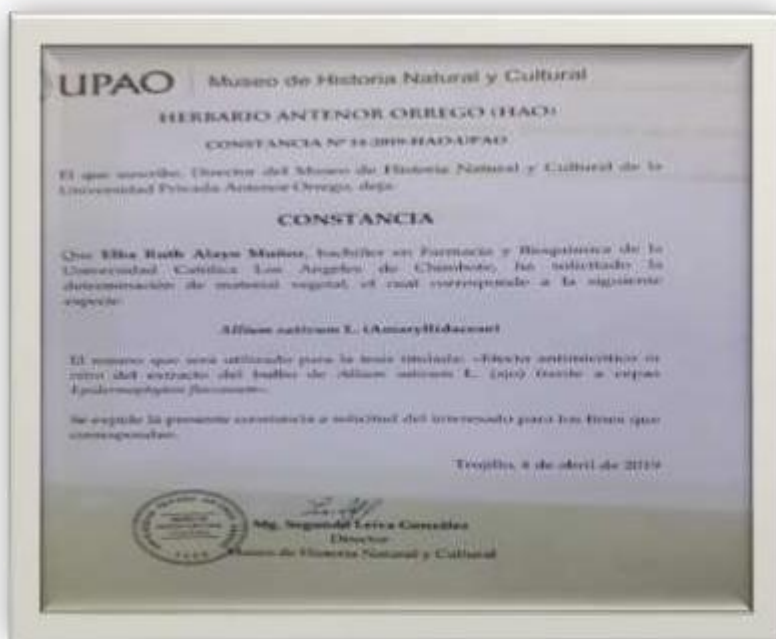 UPAO | Museo de Historia Natural y Cultural
HERBARIO ANTENOR ORREGO (HAO)
CONSTANCIA Nº 14-2019-HAO-UPAO
El que suscribe, Director del Museo de Historia Natural y Cultural de la
Universidad Privada Antenor Orrego, deja:
CONSTANCIA
Que Elba Ruth Alayo Muñoz, bachiller en Farmacia y Bioquímica de la
Universidad Católica Los Angeles de Chimbote, ha solicitado la
determinación de material vegetal, el cual corresponde a la siguiente
especie:
Allium sativum L. (Amaryllidaceae)
El mismo que será utilizado para la tesis titulada: «Efecto antimicótico in
vitro del extracto del bulbo de Allium sativum L. (ajo) frente a cepas
Epidermophyton floccosum».
Se expide la presente constancia a solicitud del interesado para los fines que
correspondan.
Trujillo, 4 de abril de 2019
Mg. Segundo Leiva González
Director
Museo de Historia Natural y Cultural